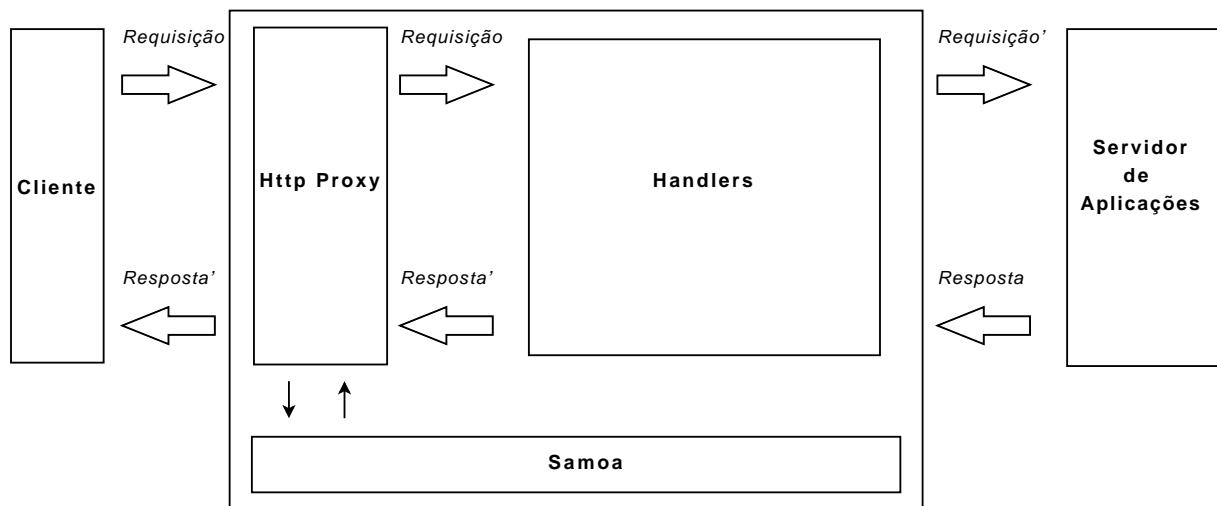 Requisição
Requisição
Requisição’
Cliente
Http Proxy
Handlers
Servidor
de
Aplicações
Resposta’
Resposta’
Resposta
Samoa